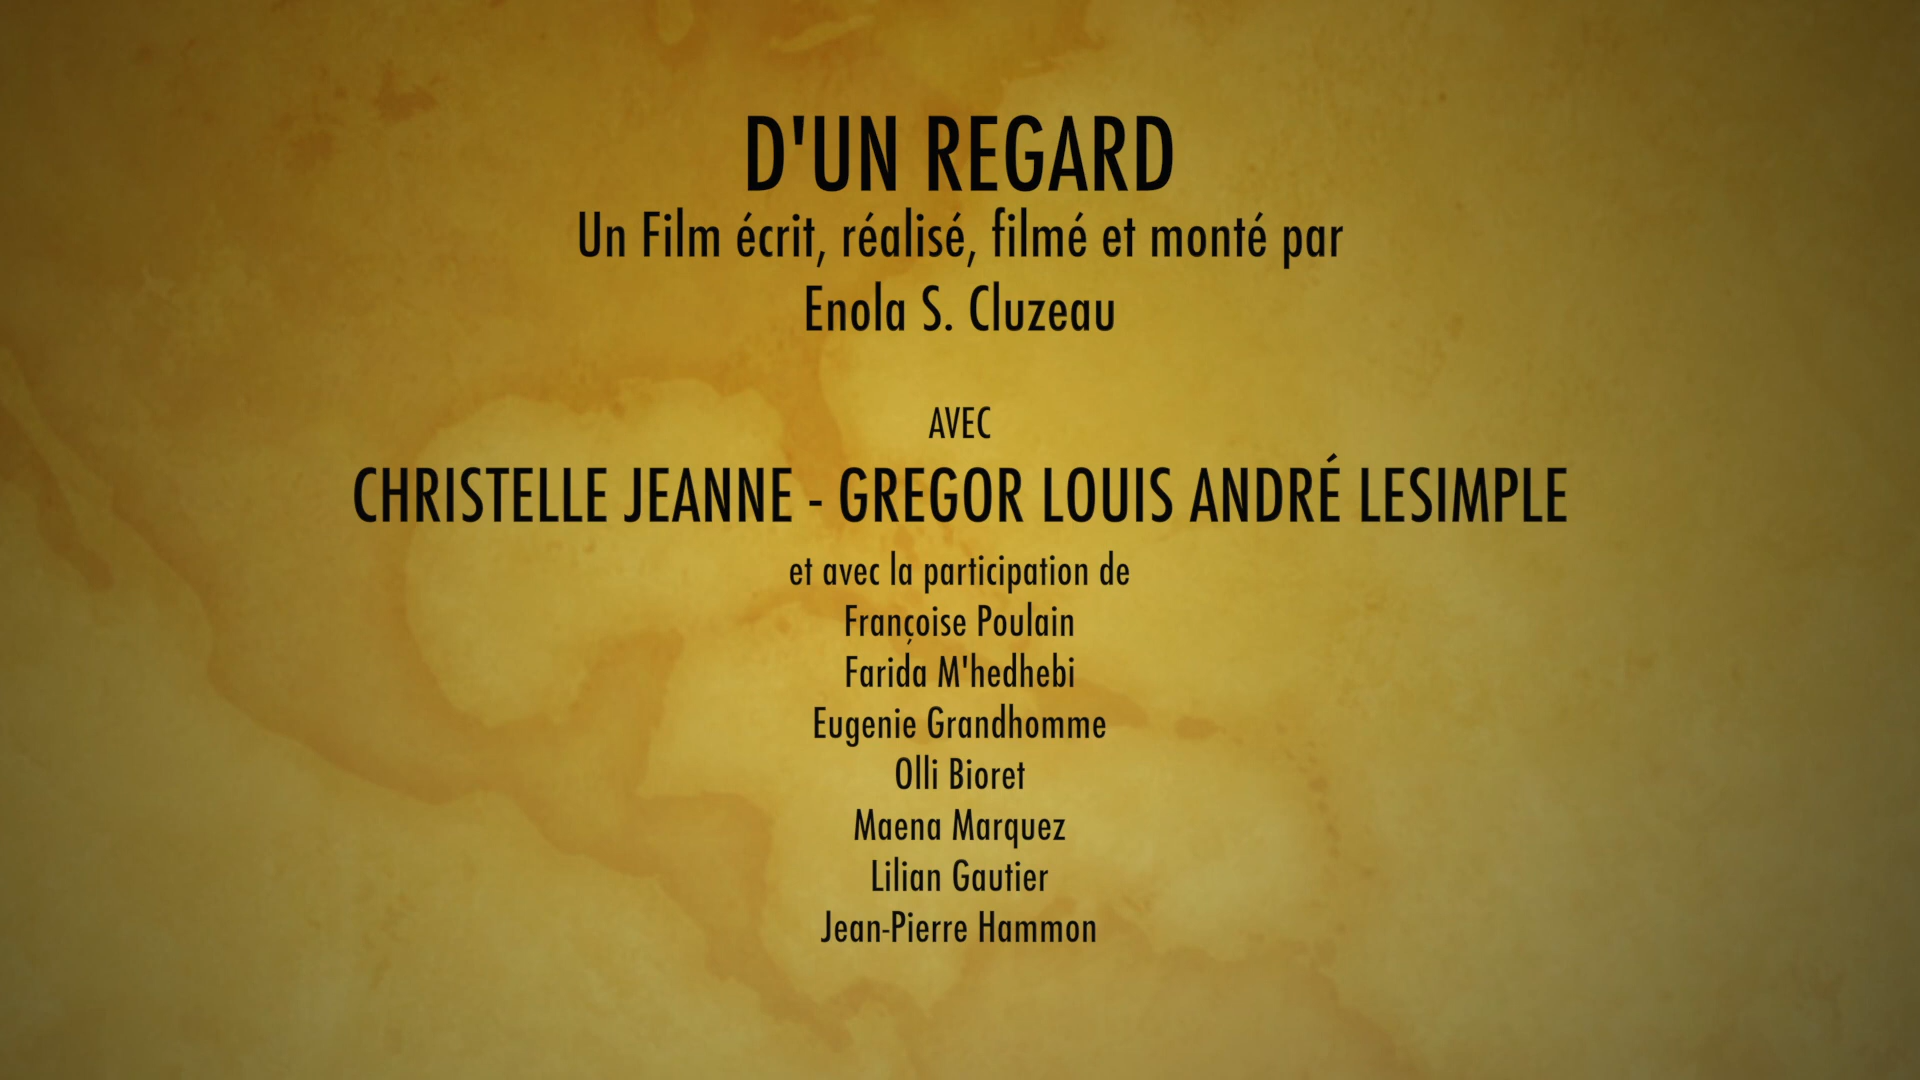 D'UN REGARD
Un Film écrit, réalisé, filmé et monté par
Enola S. Cluzeau
AVEC
CHRISTELLE JEANNE - GREGOR LOUIS ANDRÉ LESIMPLE
et avec la participation de
Françoise Poulain
Farida M'hedhebi
Eugenie Grandhomme
Olli Bioret
Maena Marquez
Lilian Gautier
Jean-Pierre Hammon